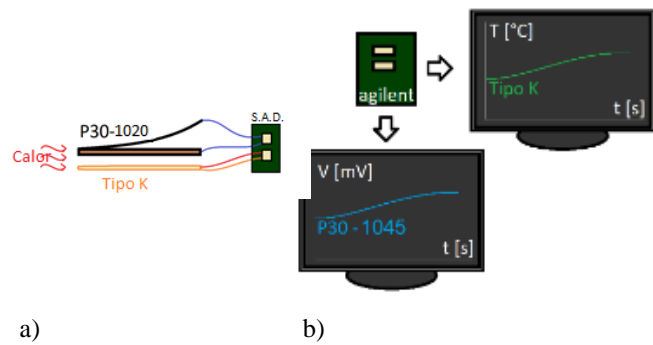 P30-1020
S.A.D.
Calor
Tipo K
agilent
T [°C]
Tipo K
t [s]
V [mV]
P30 - 1045
t [s]
a)
b)